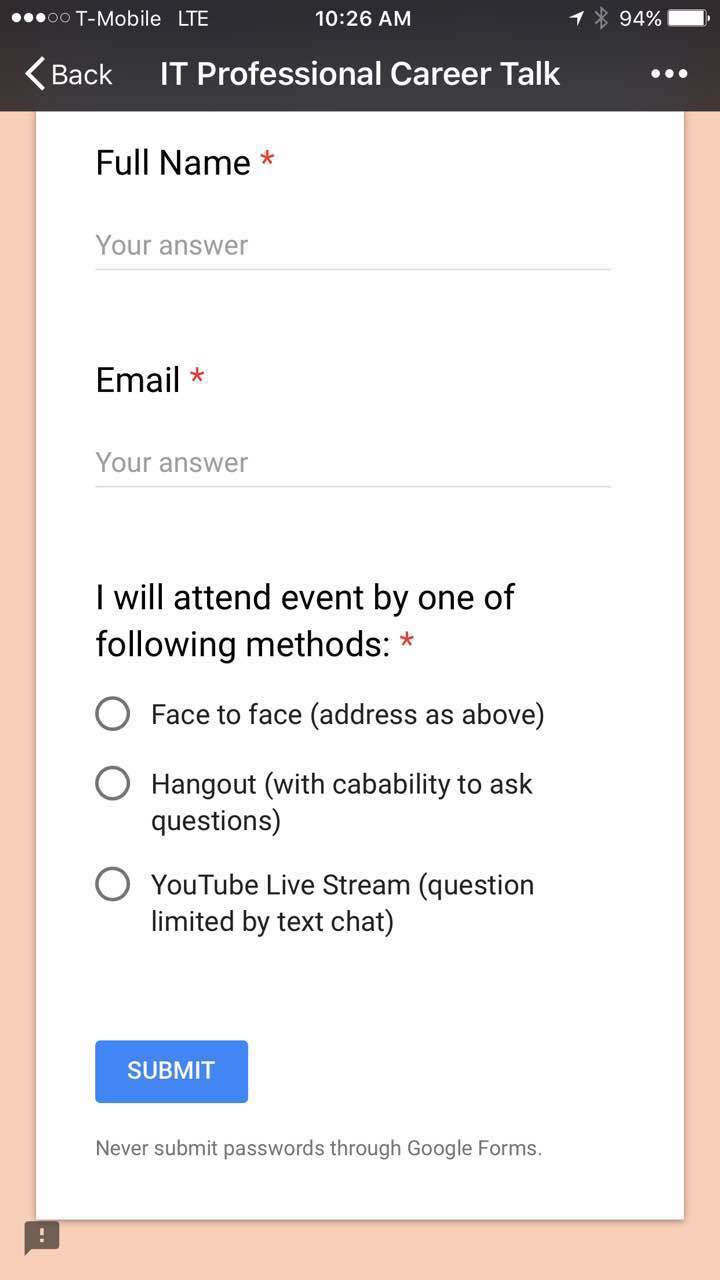 T-Mobile LTE 10:26 AM 94%
Back IT Professional Career Talk
Full Name *
Your answer
Email *
Your answer
I will attend event by one of
following methods: *
Face to face (address as above)
Hangout (with cabability to ask
questions)
YouTube Live Stream (question
limited by text chat)
SUBMIT
Never submit passwords through Google Forms.